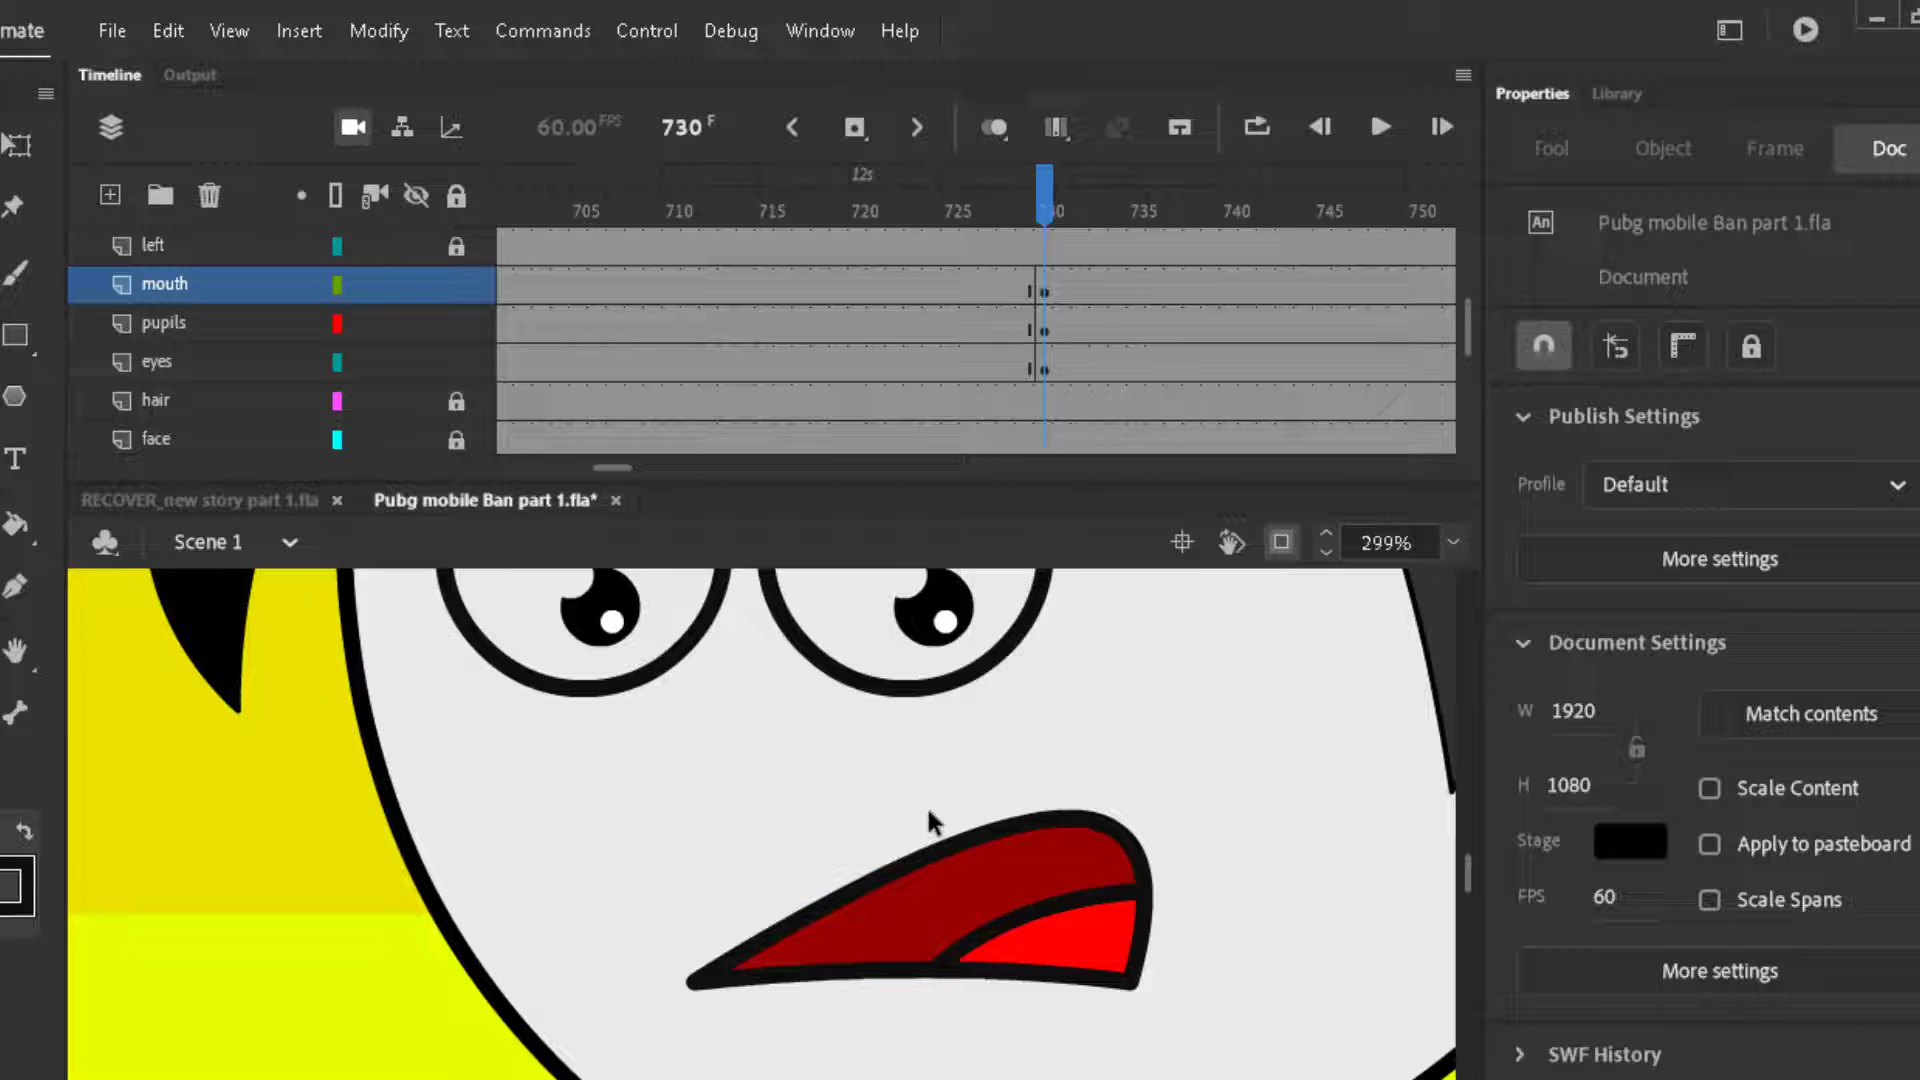 mate File Edit View Insert Modify Text Commands Control Debug Window Help
Timeline Output
Properties Library
60.00 FPS 730 F
Tool Object Frame Doc
12s
705 710 715 720 725 730 735 740 745 750
left
mouth
pupils
eyes
hair
face
An Pubg mobile Ban part 1.fla
Document
Publish Settings
Profile Default
More settings
RECOVER_new story part 1.fla × Pubg mobile Ban part 1.fla* ×
Scene 1 299%
Document Settings
W 1920 Match contents
H 1080 Scale Content
Stage Apply to pasteboard
FPS 60 Scale Spans
More settings
SWF History